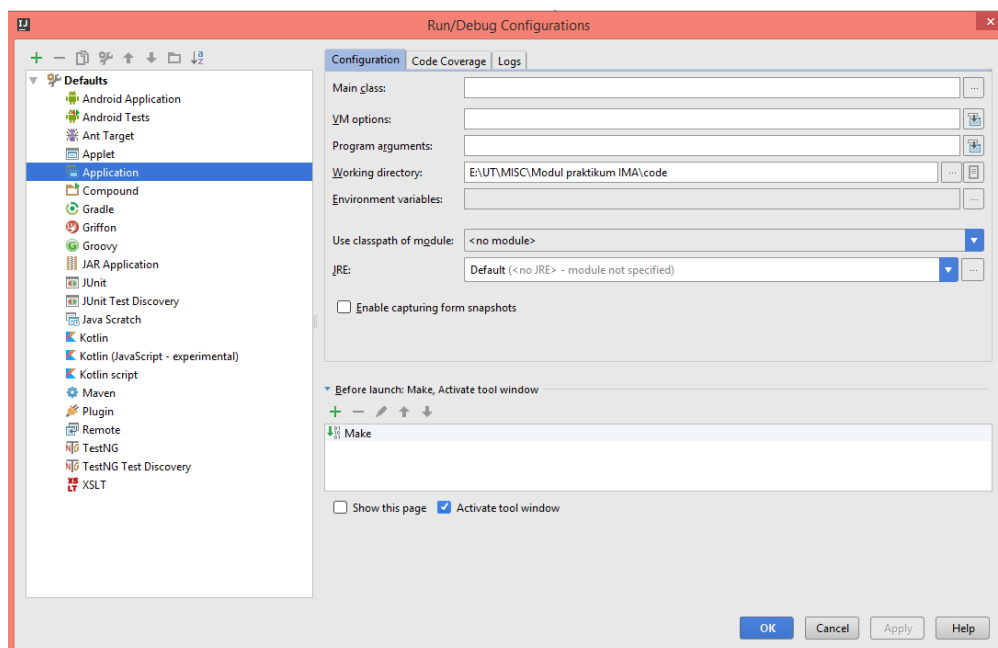 Run/Debug Configurations
Defaults
Android Application
Android Tests
Ant Target
Applet
Application
Compound
Gradle
Griffon
Groovy
JAR Application
JUnit
JUnit Test Discovery
Java Scratch
Kotlin
Kotlin (JavaScript - experimental)
Kotlin script
Maven
Plugin
Remote
TestNG
TestNG Test Discovery
XSLT
Configuration Code Coverage Logs
Main class:
VM options:
Program arguments:
Working directory: E:\UT\MISC\Modul praktikum IMA\code
Environment variables:
Use classpath of module: <no module>
JRE: Default (<no JRE> - module not specified)
Enable capturing form snapshots
Before launch: Make, Activate tool window
Make
Show this page Activate tool window
OK Cancel Apply Help